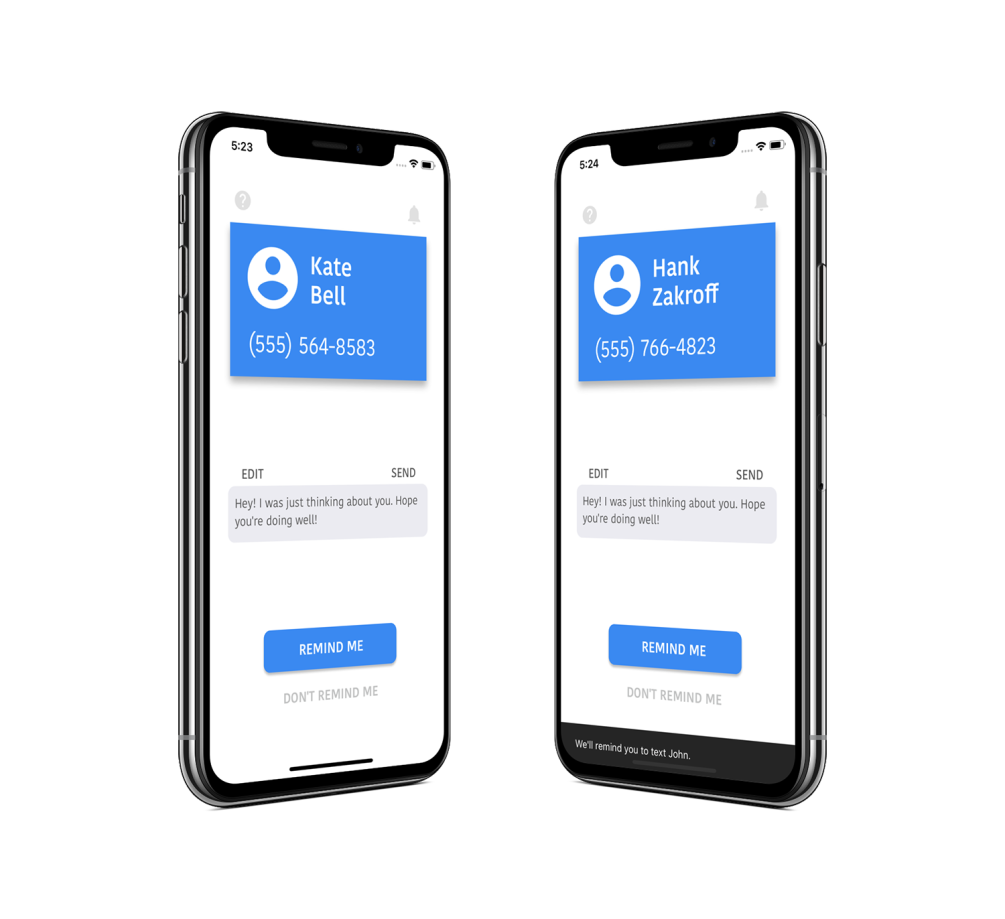 5:23
Kate
Bell
(555) 564-8583
EDIT
SEND
Hey! I was just thinking about you. Hope
you're doing well!
REMIND ME
DON'T REMIND ME
5:24
Hank
Zakroff
(555) 766-4823
EDIT
SEND
Hey! I was just thinking about you. Hope
you're doing well!
REMIND ME
DON'T REMIND ME
We'll remind you to text John.